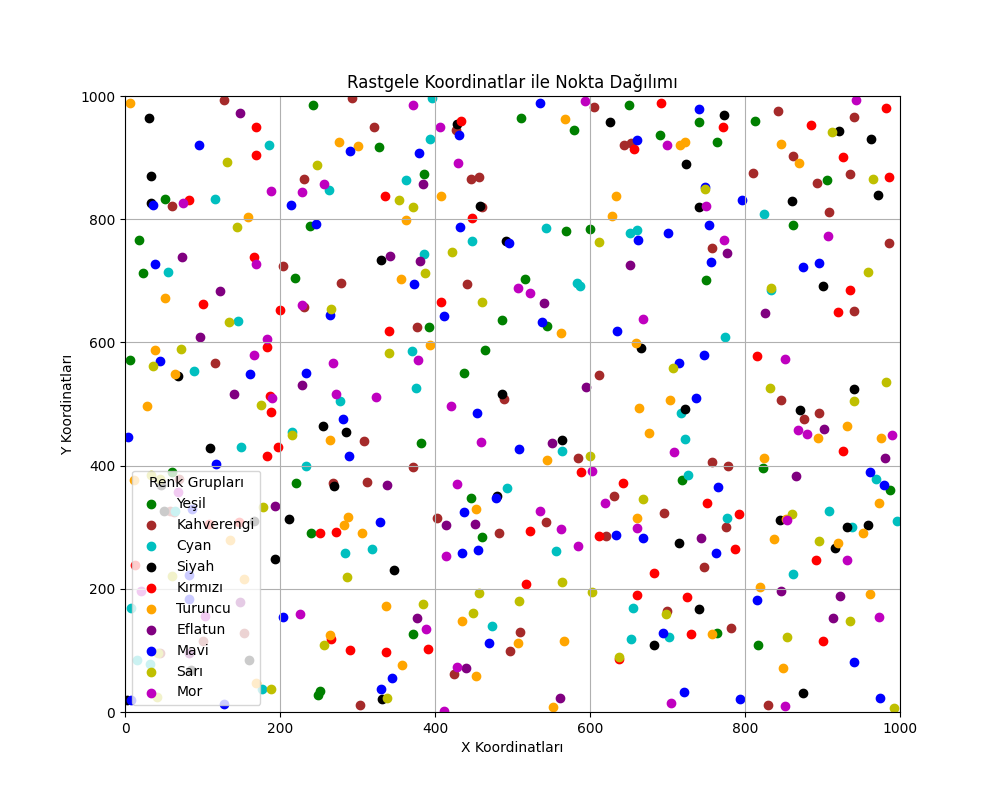 Rastgele Koordinatlar ile Nokta Dağılımı
1000
800
600
400
200
0
Y Koordinatları
Renk Grupları
Yeşil
Kahverengi
Cyan
Siyah
Kırmızı
Turuncu
Eflatun
Mavi
Sarı
Mor
0 200 400 600 800 1000
X Koordinatları